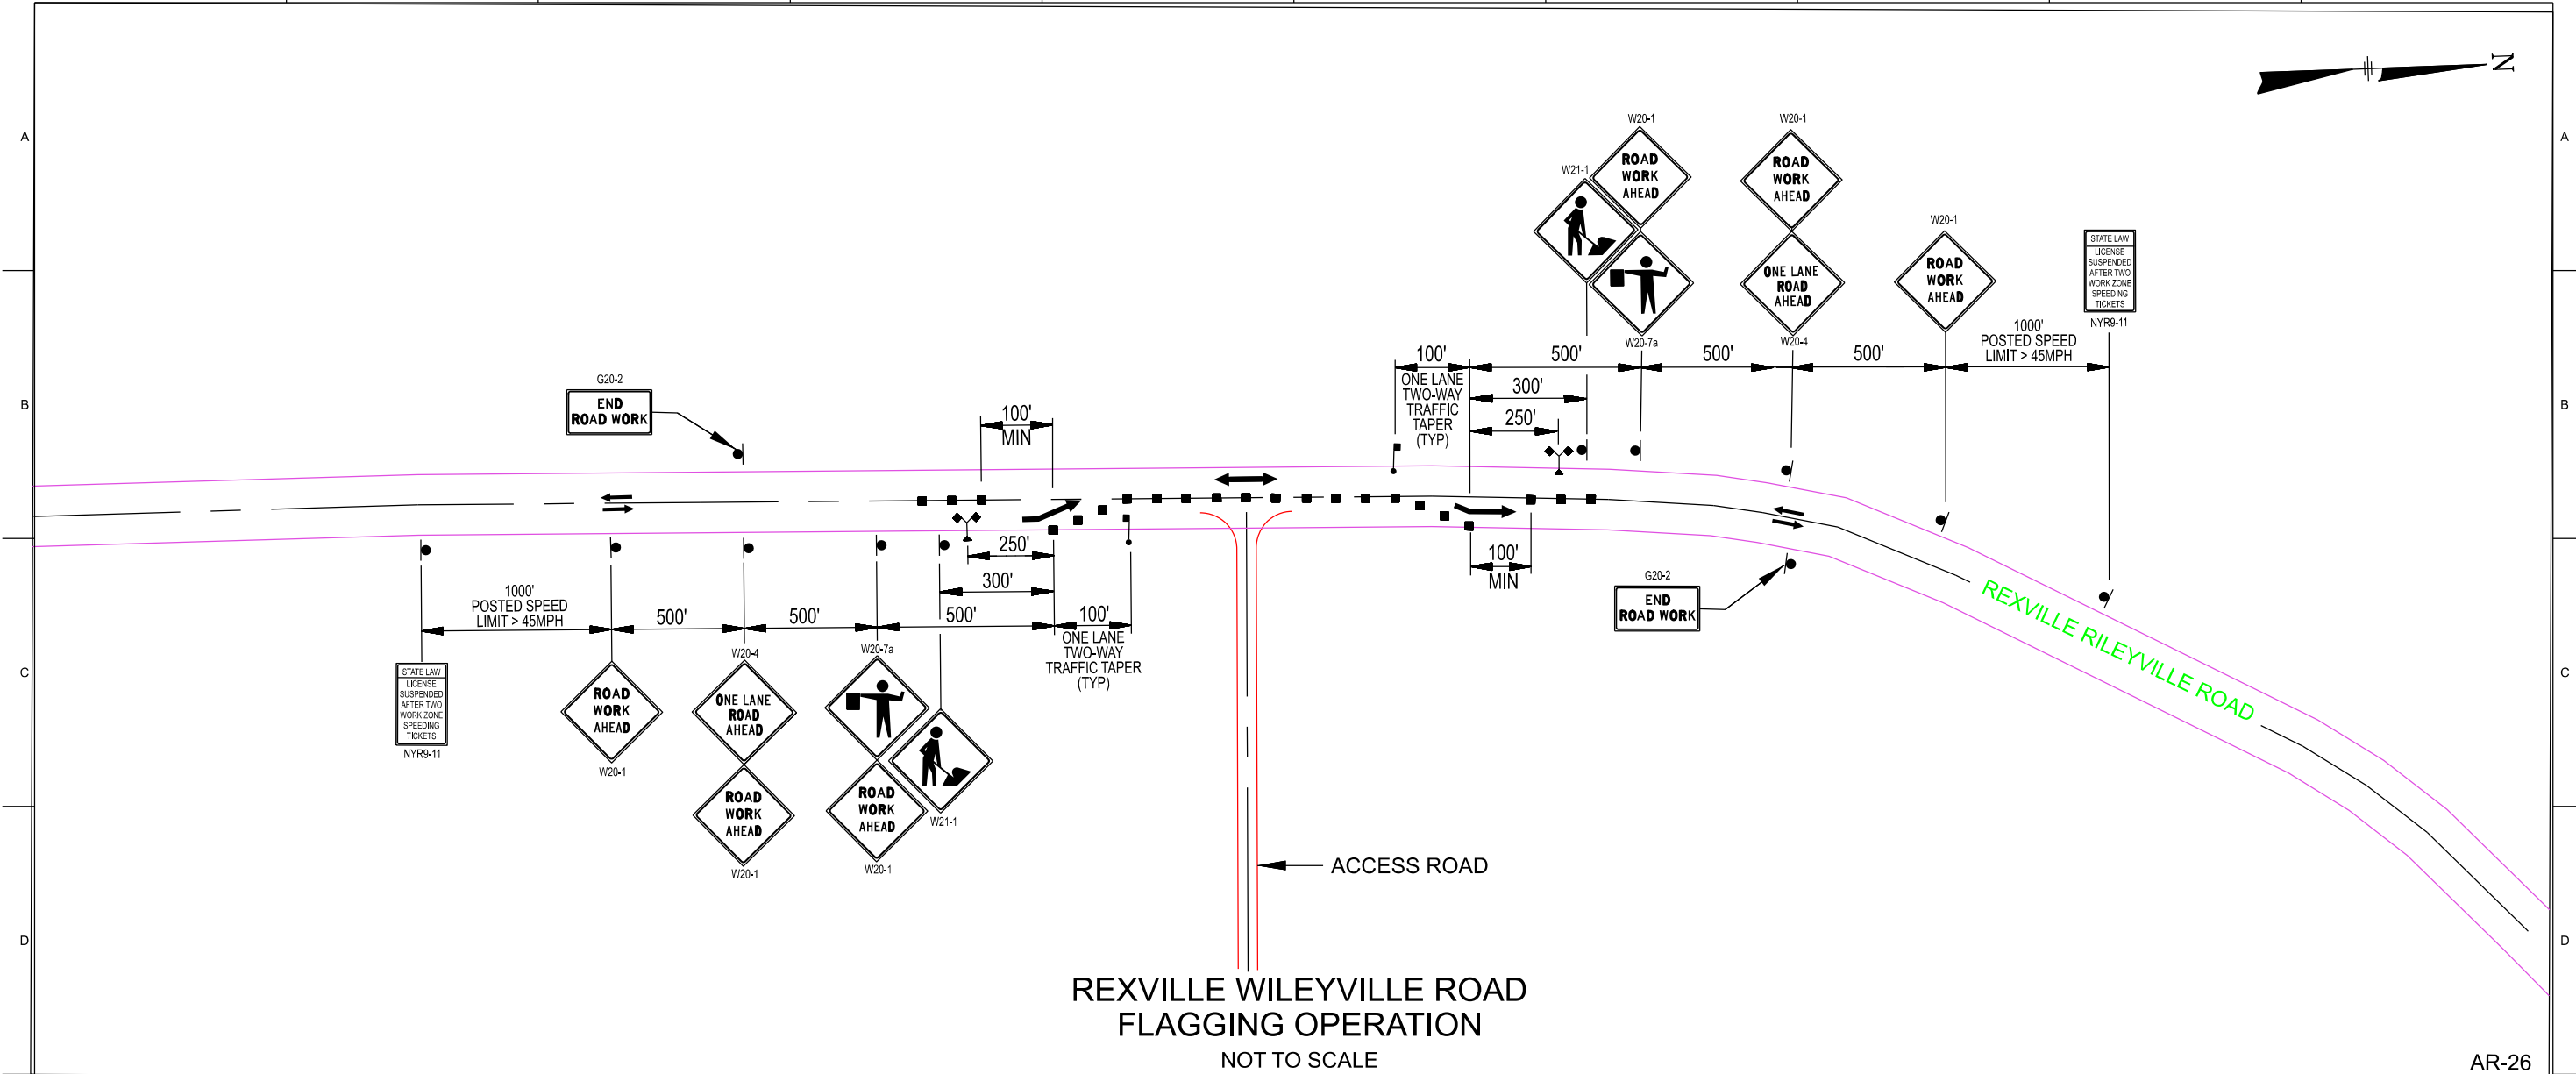 N
A
A
B
B
C
C
D
D
W20-1
ROAD
WORK
AHEAD
W21-1
W20-7a
W20-1
ROAD
WORK
AHEAD
ONE LANE
ROAD
AHEAD
W20-4
W20-1
ROAD
WORK
AHEAD
STATE LAW
LICENSE
SUSPENDED
AFTER TWO
WORK ZONE
SPEEDING
TICKETS
NYR9-11
100'
ONE LANE
TWO-WAY
TRAFFIC
TAPER
(TYP)
500'
500'
500'
1000'
POSTED SPEED
LIMIT > 45MPH
300'
250'
G20-2
END
ROAD WORK
100'
MIN
250'
300'
1000'
POSTED SPEED
LIMIT > 45MPH
500'
500'
500'
100'
ONE LANE
TWO-WAY
TRAFFIC TAPER
(TYP)
100'
MIN
G20-2
END
ROAD WORK
REXVILLE RILEYVILLE ROAD
STATE LAW
LICENSE
SUSPENDED
AFTER TWO
WORK ZONE
SPEEDING
TICKETS
NYR9-11
ROAD
WORK
AHEAD
W20-1
W20-4
ONE LANE
ROAD
AHEAD
ROAD
WORK
AHEAD
W20-1
W20-7a
ROAD
WORK
AHEAD
W20-1
W21-1
ACCESS ROAD
REXVILLE WILEYVILLE ROAD
FLAGGING OPERATION
NOT TO SCALE
AR-26